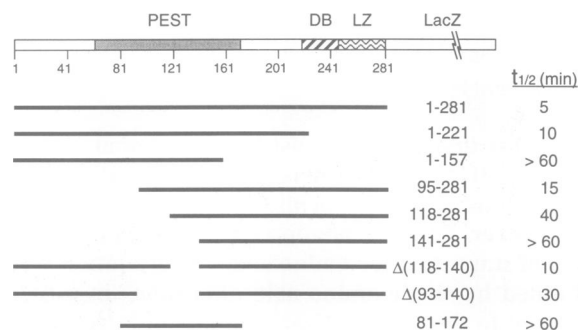 PEST DB LZ LacZ
1 41 81 121 161 201 241 281
t1/2 (min)
1-281 5
1-221 10
1-157 > 60
95-281 15
118-281 40
141-281 > 60
Δ(118-140) 10
Δ(93-140) 30
81-172 > 60